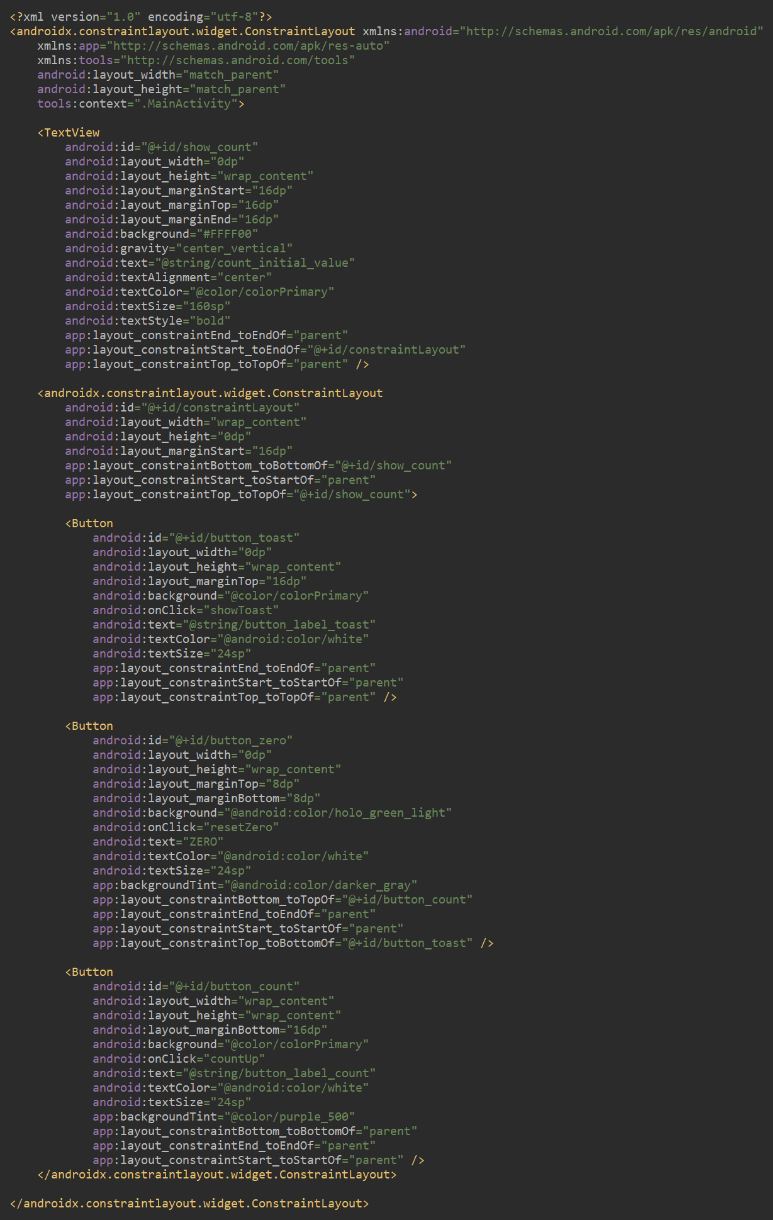 <?xml version="1.0" encoding="utf-8"?>
<androidx.constraintlayout.widget.ConstraintLayout xmlns:android="http://schemas.android.com/apk/res/android"
    xmlns:app="http://schemas.android.com/apk/res-auto"
    xmlns:tools="http://schemas.android.com/tools"
    android:layout_width="match_parent"
    android:layout_height="match_parent"
    tools:context=".MainActivity">

    <TextView
        android:id="@+id/show_count"
        android:layout_width="0dp"
        android:layout_height="wrap_content"
        android:layout_marginStart="16dp"
        android:layout_marginTop="16dp"
        android:layout_marginEnd="16dp"
        android:background="#FFFF00"
        android:gravity="center_vertical"
        android:text="@string/count_initial_value"
        android:textAlignment="center"
        android:textColor="@color/colorPrimary"
        android:textSize="160sp"
        android:textStyle="bold"
        app:layout_constraintEnd_toEndOf="parent"
        app:layout_constraintStart_toEndOf="@+id/constraintLayout"
        app:layout_constraintTop_toTopOf="parent" />

    <androidx.constraintlayout.widget.ConstraintLayout
        android:id="@+id/constraintLayout"
        android:layout_width="wrap_content"
        android:layout_height="0dp"
        android:layout_marginStart="16dp"
        app:layout_constraintBottom_toBottomOf="@+id/show_count"
        app:layout_constraintStart_toStartOf="parent"
        app:layout_constraintTop_toTopOf="@+id/show_count">

        <Button
            android:id="@+id/button_toast"
            android:layout_width="0dp"
            android:layout_height="wrap_content"
            android:layout_marginTop="16dp"
            android:background="@color/colorPrimary"
            android:onClick="showToast"
            android:text="@string/button_label_toast"
            android:textColor="@android:color/white"
            android:textSize="24sp"
            app:layout_constraintEnd_toEndOf="parent"
            app:layout_constraintStart_toStartOf="parent"
            app:layout_constraintTop_toTopOf="parent" />

        <Button
            android:id="@+id/button_zero"
            android:layout_width="0dp"
            android:layout_height="wrap_content"
            android:layout_marginTop="8dp"
            android:layout_marginBottom="8dp"
            android:background="@android:color/holo_green_light"
            android:onClick="resetZero"
            android:text="ZERO"
            android:textColor="@android:color/white"
            android:textSize="24sp"
            app:backgroundTint="@android:color/darker_gray"
            app:layout_constraintBottom_toTopOf="@+id/button_count"
            app:layout_constraintEnd_toEndOf="parent"
            app:layout_constraintStart_toStartOf="parent"
            app:layout_constraintTop_toBottomOf="@+id/button_toast" />

        <Button
            android:id="@+id/button_count"
            android:layout_width="wrap_content"
            android:layout_height="wrap_content"
            android:layout_marginBottom="16dp"
            android:background="@color/colorPrimary"
            android:onClick="countUp"
            android:text="@string/button_label_count"
            android:textColor="@android:color/white"
            android:textSize="24sp"
            app:backgroundTint="@color/purple_500"
            app:layout_constraintBottom_toBottomOf="parent"
            app:layout_constraintEnd_toEndOf="parent"
            app:layout_constraintStart_toStartOf="parent" />
    </androidx.constraintlayout.widget.ConstraintLayout>

</androidx.constraintlayout.widget.ConstraintLayout>